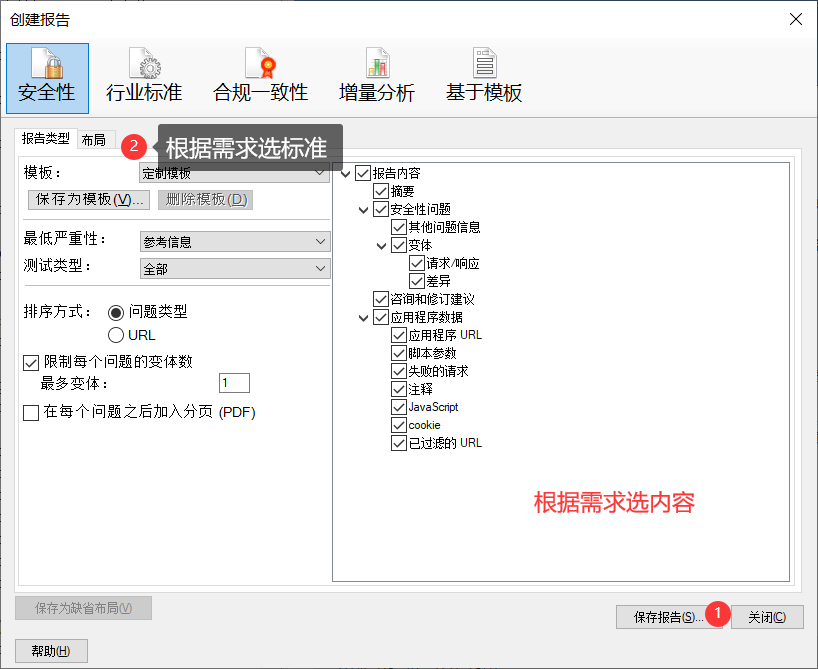 创建报告
安全性 行业标准 合规一致性 增量分析 基于模板
报告类型 布局
2 根据需求选标准
模板： 定制模板
保存为模板(V)... 删除模板(D)
最低严重性： 参考信息
测试类型： 全部
排序方式： 问题类型
URL
限制每个问题的变体数
最多变体： 1
在每个问题之后加入分页 (PDF)
报告内容
摘要
安全性问题
其他问题信息
变体
请求/响应
差异
咨询和修订建议
应用程序数据
应用程序 URL
脚本参数
失败的请求
注释
JavaScript
cookie
已过滤的 URL
根据需求选内容
保存为缺省布局(V)
保存报告(S)... 1 关闭(C)
帮助(H)